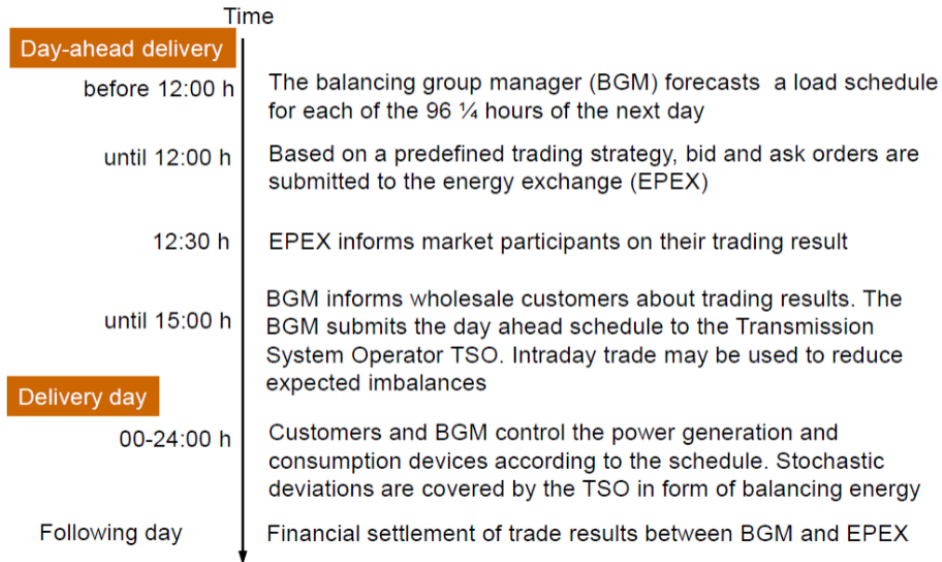 Time
Day-ahead delivery
before 12:00 h
The balancing group manager (BGM) forecasts a load schedule
for each of the 96 ¼ hours of the next day
until 12:00 h
Based on a predefined trading strategy, bid and ask orders are
submitted to the energy exchange (EPEX)
12:30 h
EPEX informs market participants on their trading result
until 15:00 h
BGM informs wholesale customers about trading results. The
BGM submits the day ahead schedule to the Transmission
System Operator TSO. Intraday trade may be used to reduce
expected imbalances
Delivery day
00-24:00 h
Customers and BGM control the power generation and
consumption devices according to the schedule. Stochastic
deviations are covered by the TSO in form of balancing energy
Following day
Financial settlement of trade results between BGM and EPEX